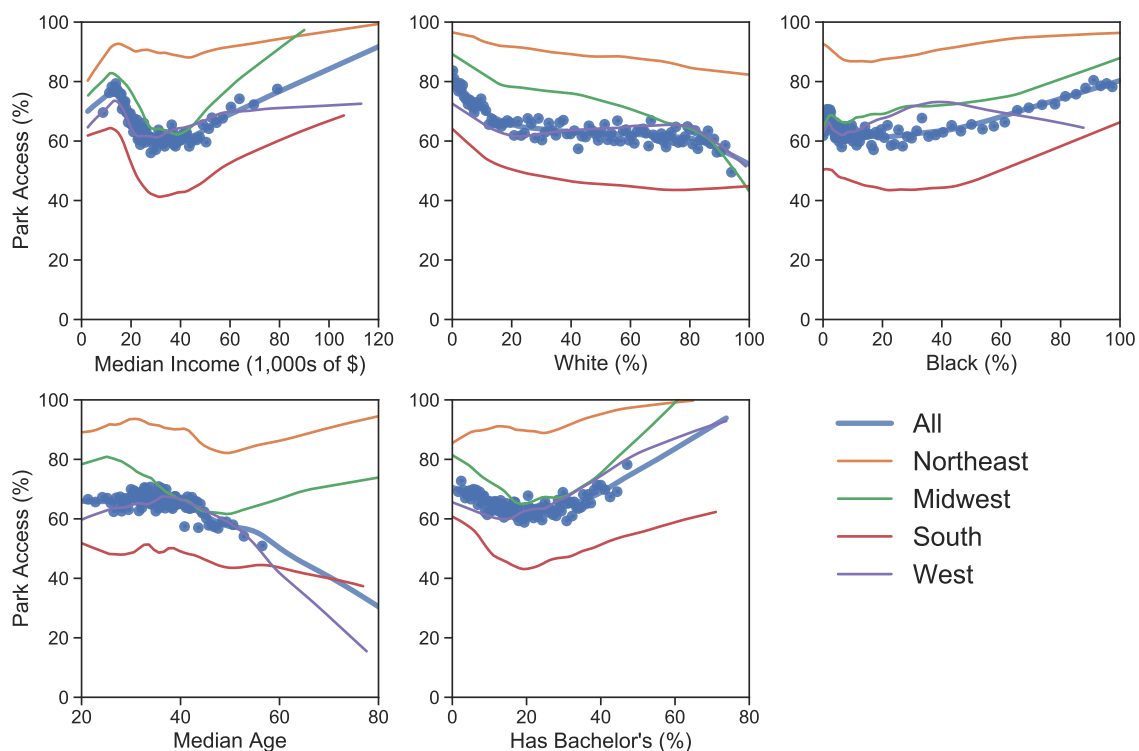 100
80
60
40
20
0
Park Access (%)
0 20 40 60 80 100 120
Median Income (1,000s of $)
100
80
60
40
20
0
0 20 40 60 80 100
White (%)
100
80
60
40
20
0
0 20 40 60 80 100
Black (%)
100
80
60
40
20
0
Park Access (%)
20 40 60 80
Median Age
100
80
60
40
20
0
0 20 40 60 80
Has Bachelor's (%)
All
Northeast
Midwest
South
West